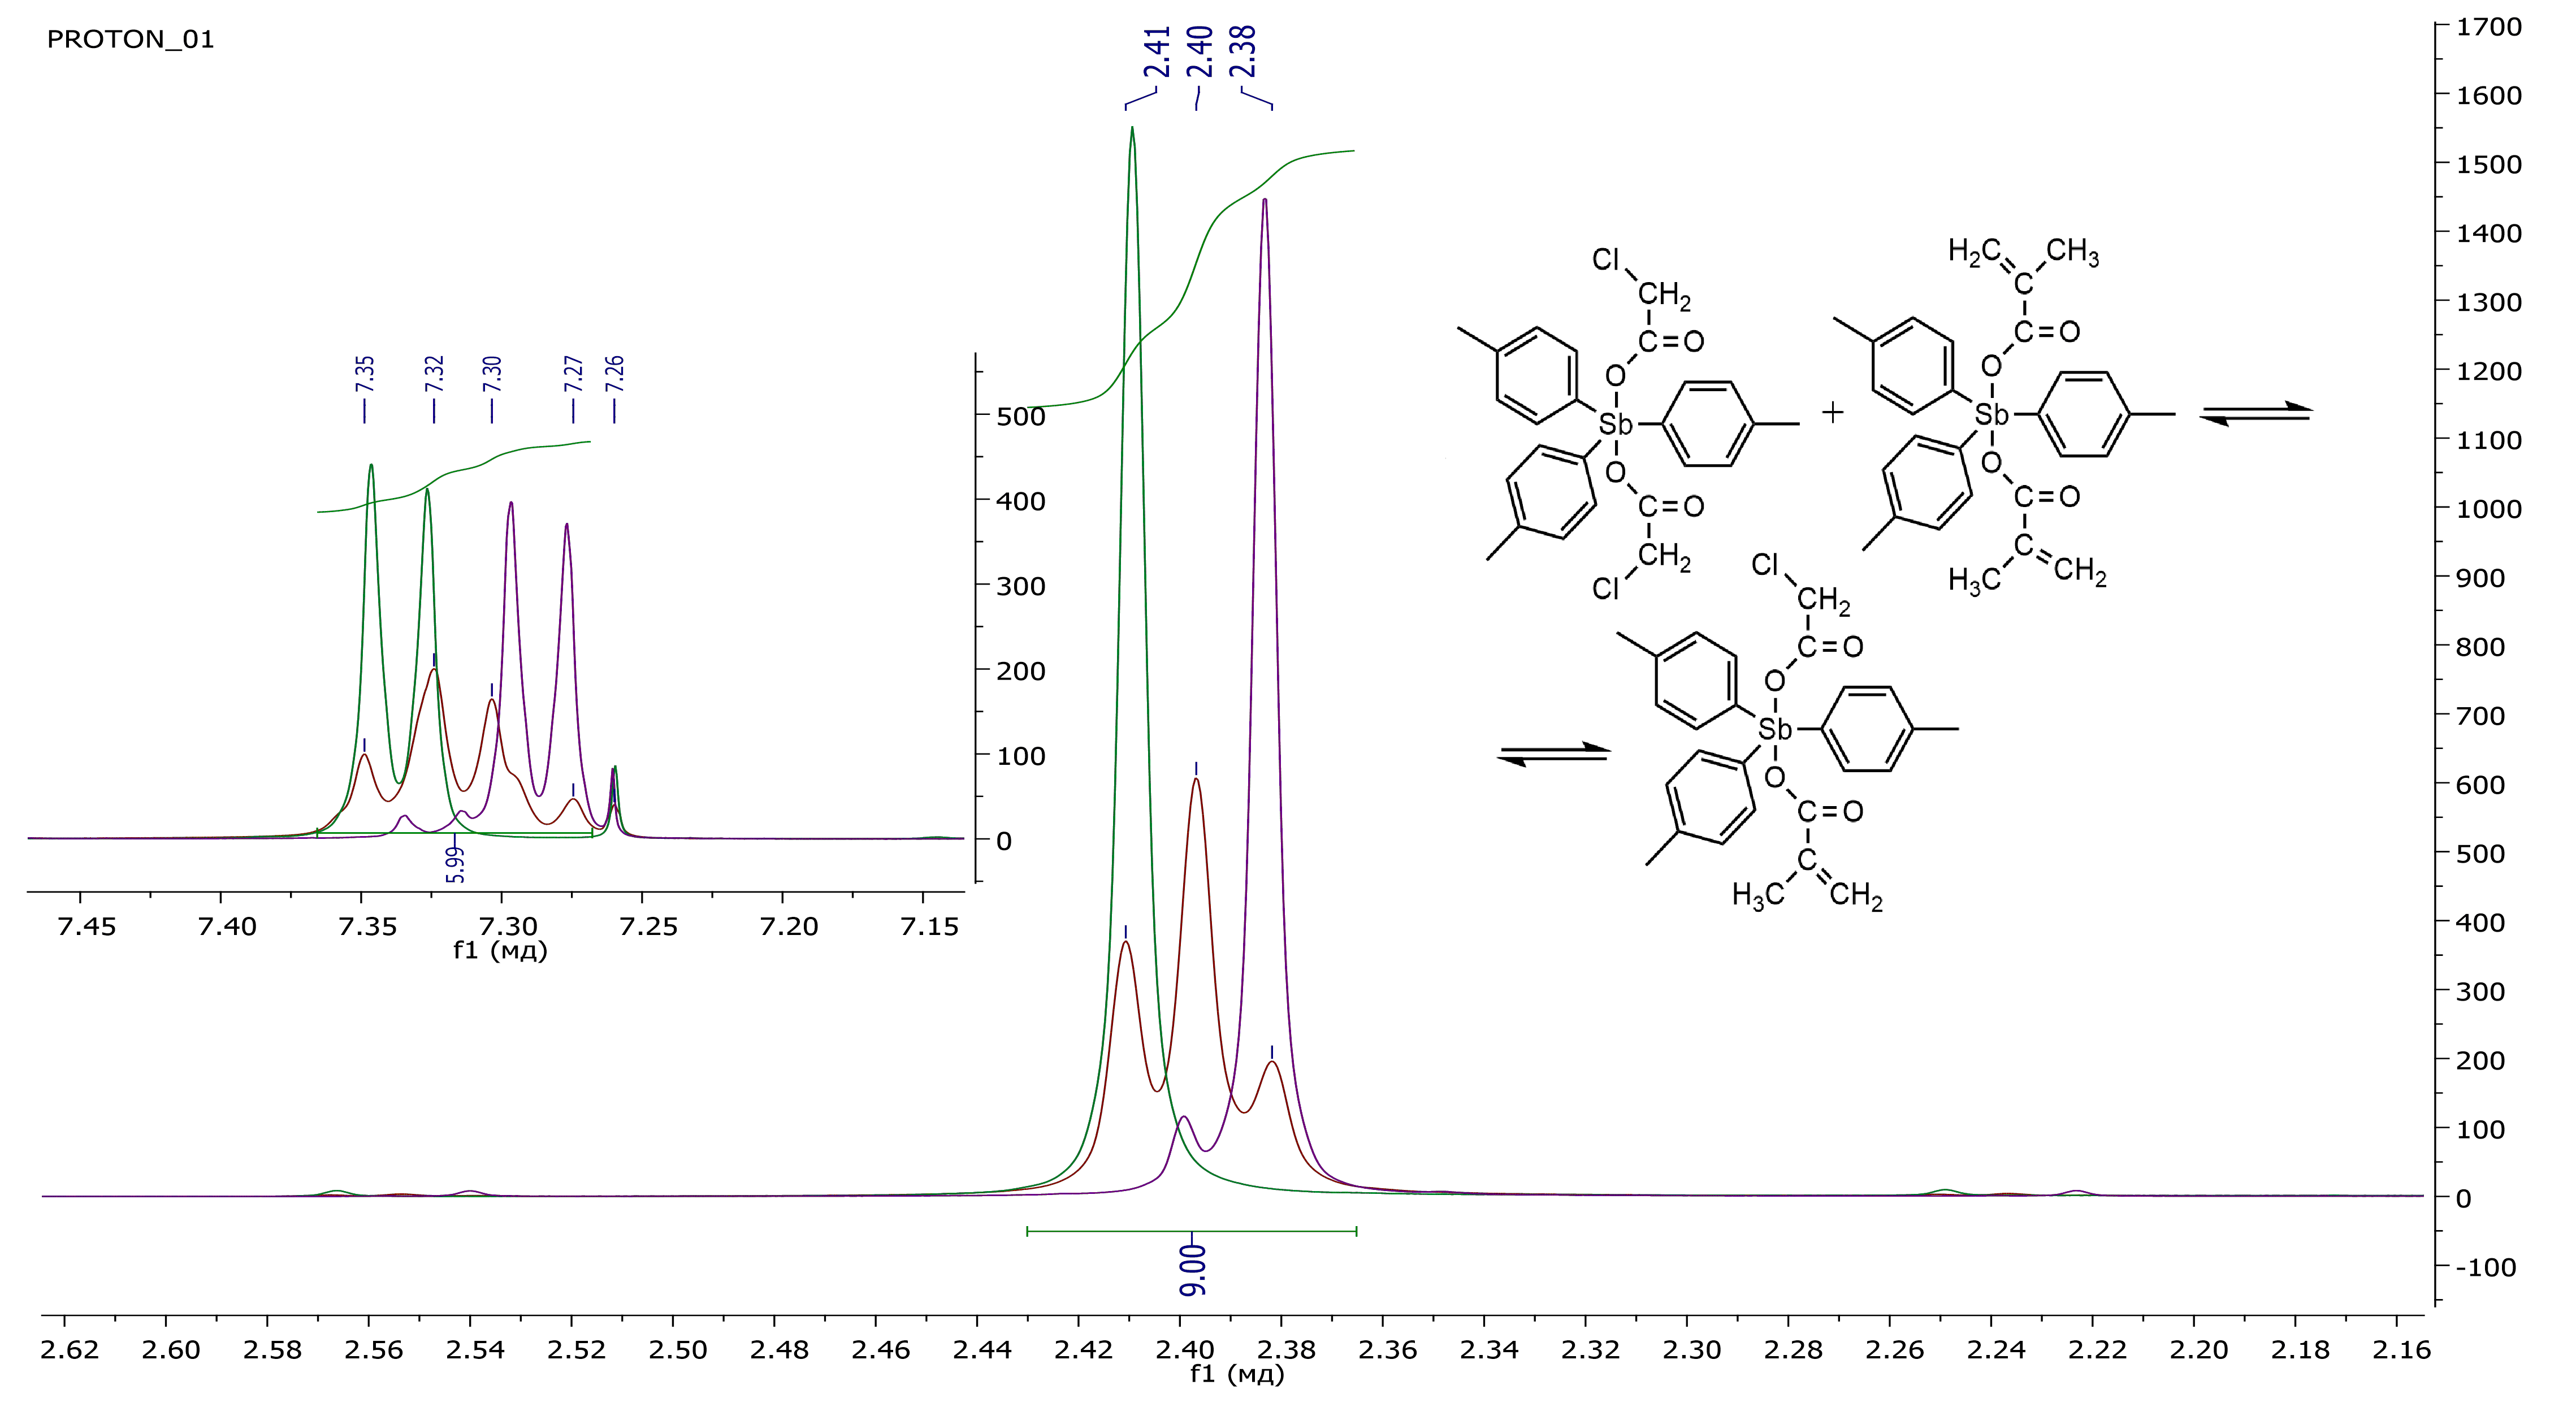 PROTON_01
2.41
2.40
2.38
1700
1600
1500
1400
1300
1200
1100
1000
900
800
700
600
500
400
300
200
100
0
-100
7.35
7.32
7.30
7.27
7.26
500
400
300
200
100
0
5.99
7.45 7.40 7.35 7.30 7.25 7.20 7.15
f1 (мд)
Cl
CH2
C=O
O
Sb
O
C=O
CH2
Cl
+
H2C CH3
C
C=O
O
Sb
O
C=O
C
H3C CH2
Cl
CH2
C=O
O
Sb
O
C=O
C
H3C CH2
9.00
2.62 2.60 2.58 2.56 2.54 2.52 2.50 2.48 2.46 2.44 2.42 2.40 2.38 2.36 2.34 2.32 2.30 2.28 2.26 2.24 2.22 2.20 2.18 2.16
f1 (мд)